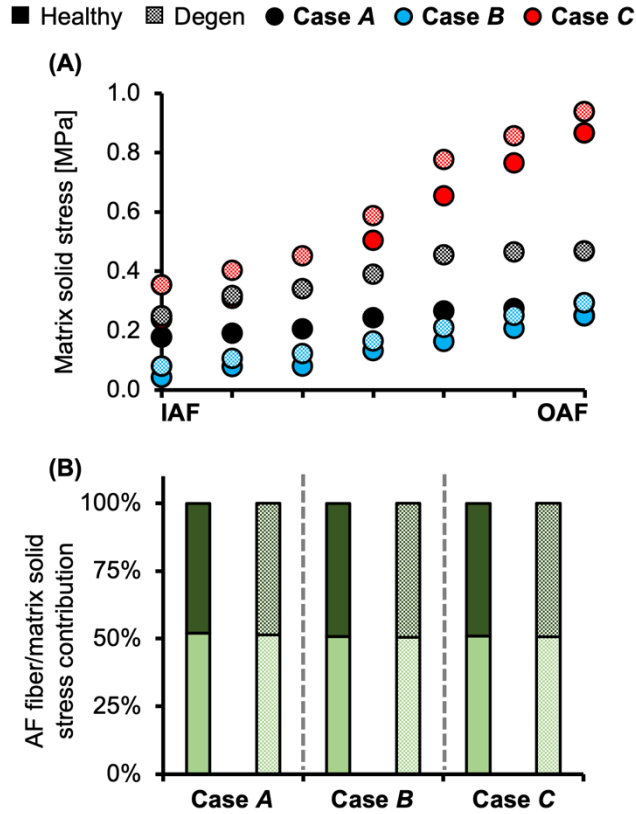 Healthy Degen Case A Case B Case C
(A)
Matrix solid stress [MPa]
1.0
0.8
0.6
0.4
0.2
0.0
IAF OAF
(B)
AF fiber/matrix solid
stress contribution
100%
75%
50%
25%
0%
Case A Case B Case C